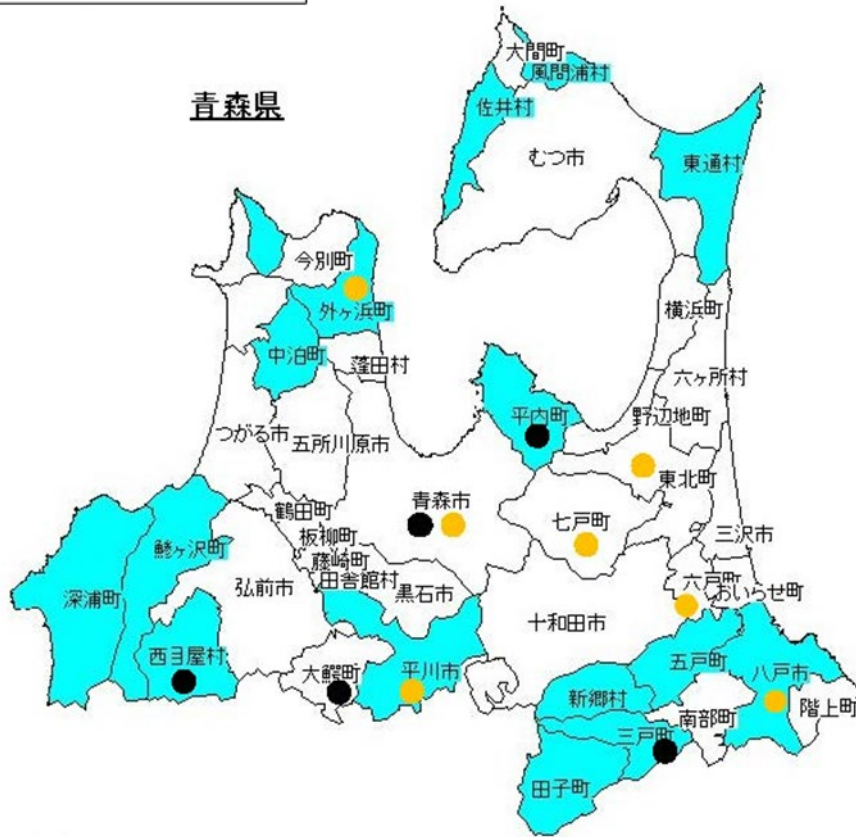 青森県
大間町
風間浦村
佐井村
むつ市
東通村
今別町
外ヶ浜町
中泊町
蓬田村
横浜町
六ヶ所村
平内町
野辺地町
つがる市
五所川原市
東北町
青森市
七戸町
鶴田町
板柳町
三沢市
鰺ヶ沢町
藤崎町
田舎館村
六戸町
おいらせ町
深浦町
弘前市
黒石市
十和田市
西目屋村
大鰐町
平川市
五戸町
八戸市
新郷村
南部町
階上町
三戸町
田子町